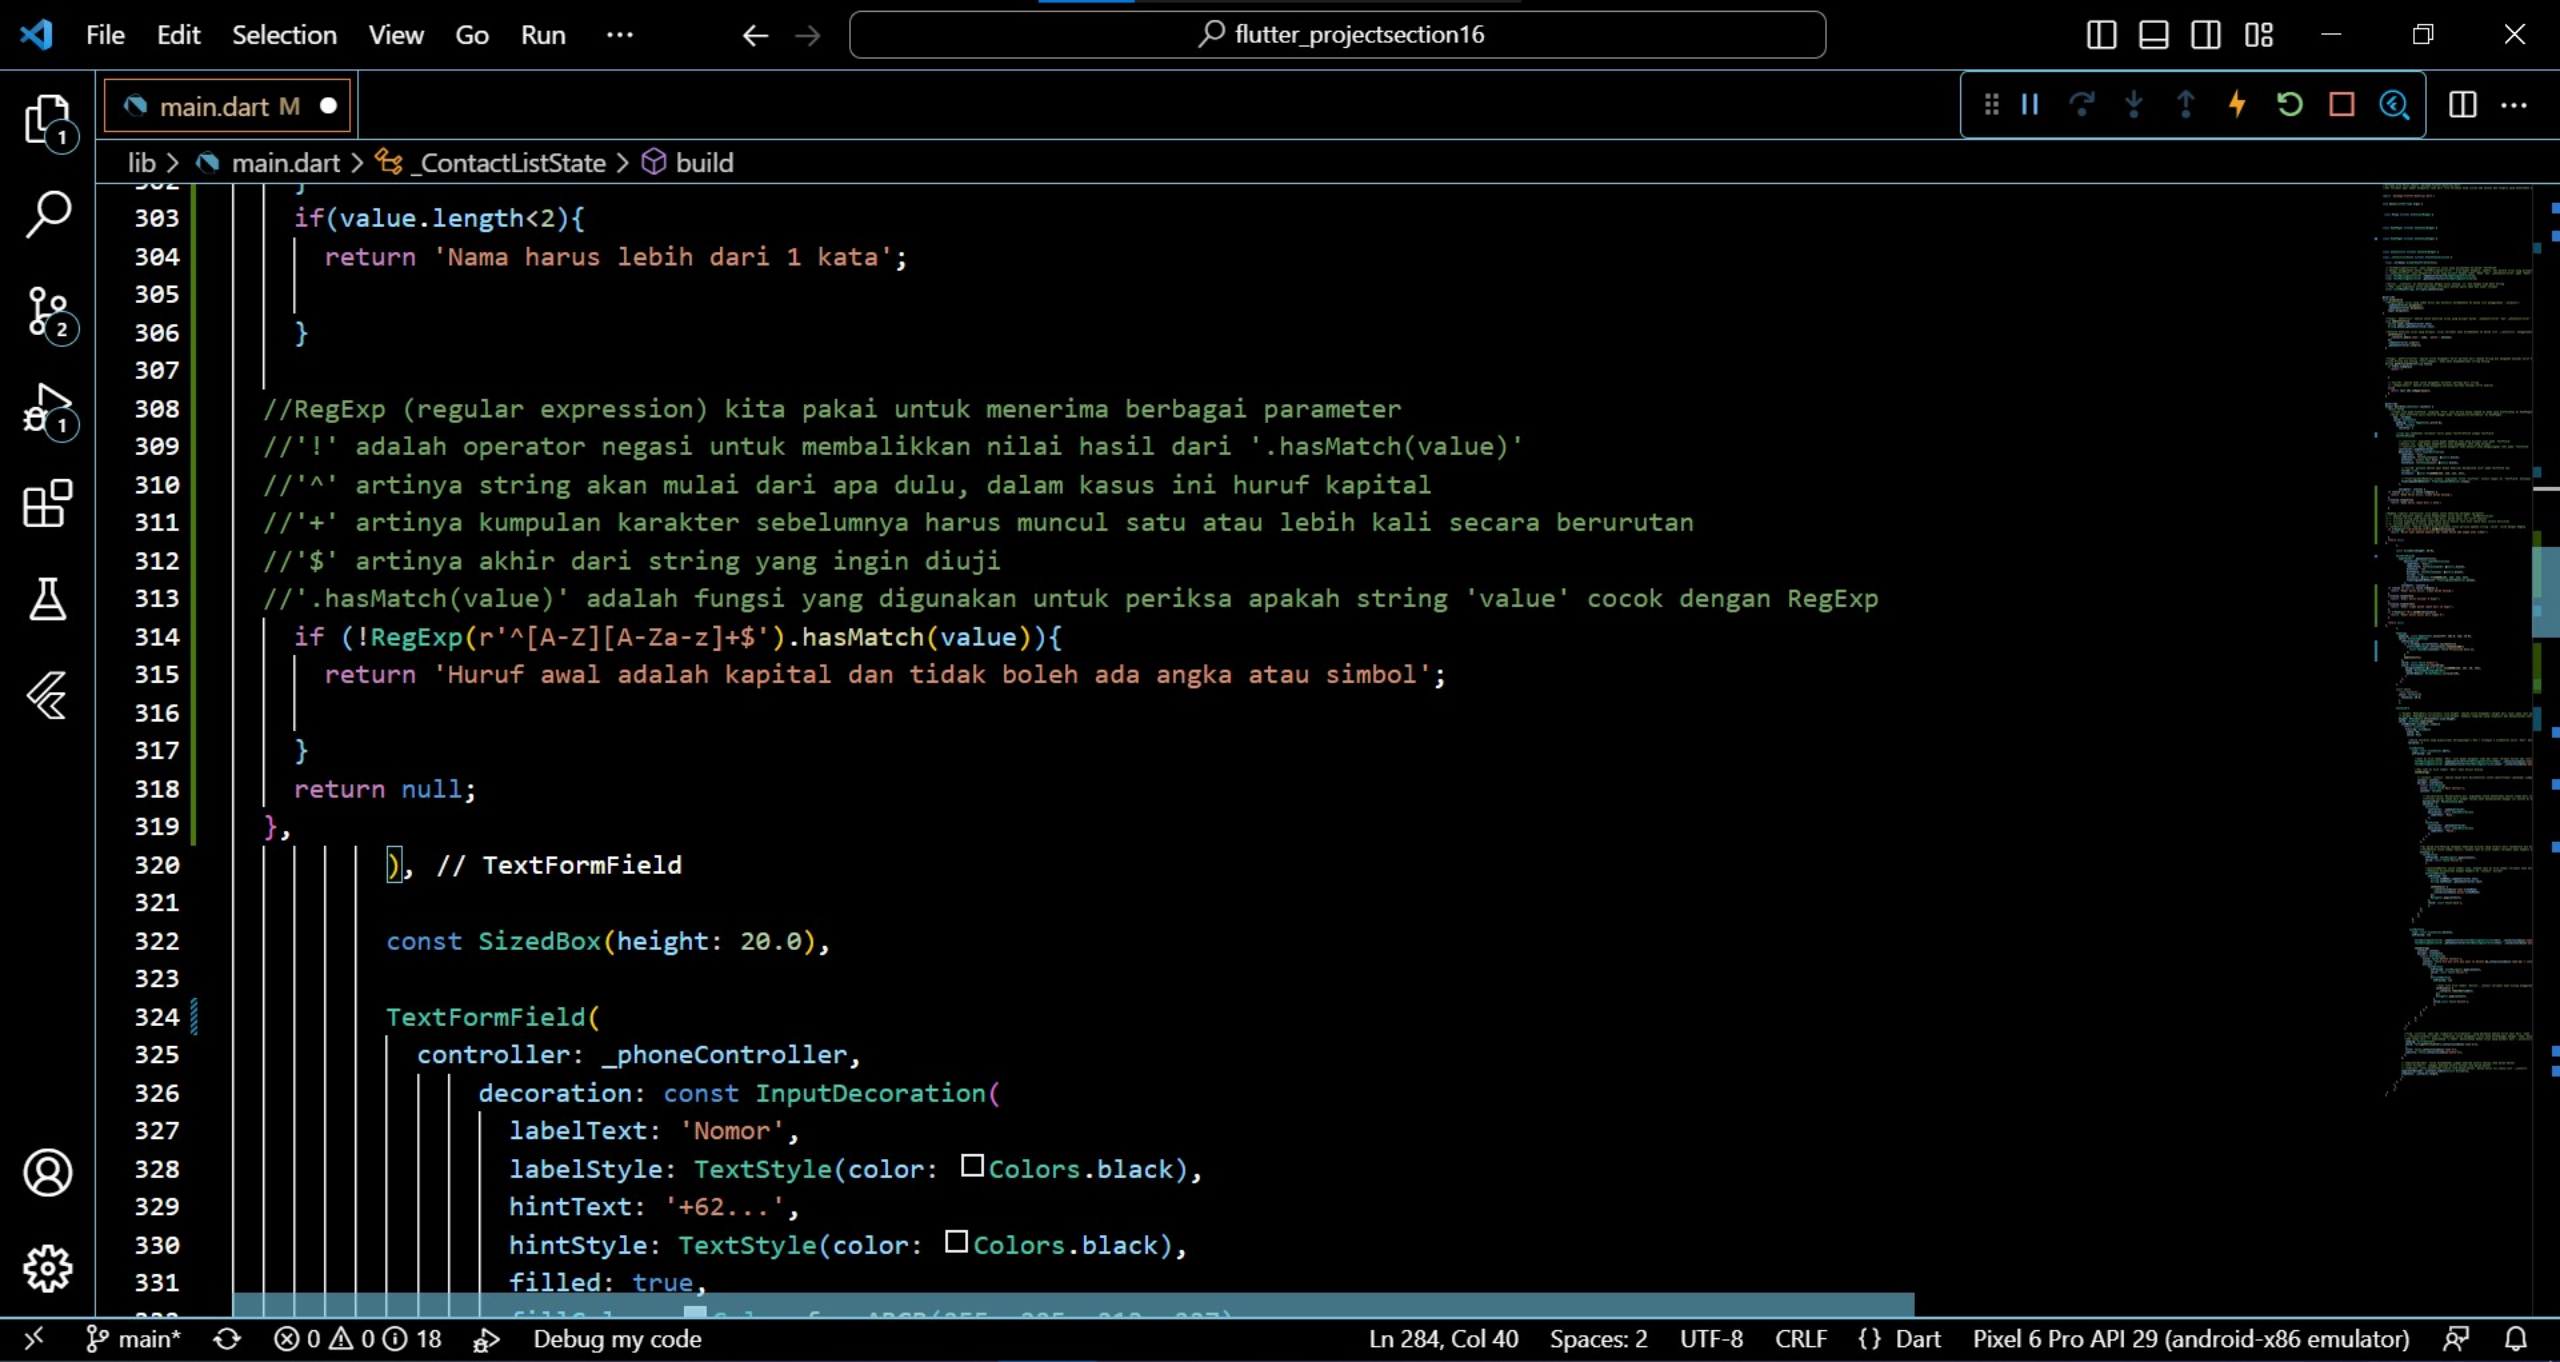 File Edit Selection View Go Run ··· flutter_projectsection16
main.dart M
lib > main.dart > _ContactListState > build
302 }
303 if(value.length<2){
304 return 'Nama harus lebih dari 1 kata';
305
306 }
307
308 //RegExp (regular expression) kita pakai untuk menerima berbagai parameter
309 //'!' adalah operator negasi untuk membalikkan nilai hasil dari '.hasMatch(value)'
310 //'^' artinya string akan mulai dari apa dulu, dalam kasus ini huruf kapital
311 //'+' artinya kumpulan karakter sebelumnya harus muncul satu atau lebih kali secara berurutan
312 //'$' artinya akhir dari string yang ingin diuji
313 //'.hasMatch(value)' adalah fungsi yang digunakan untuk periksa apakah string 'value' cocok dengan RegExp
314 if (!RegExp(r'^[A-Z][A-Za-z]+$').hasMatch(value)){
315 return 'Huruf awal adalah kapital dan tidak boleh ada angka atau simbol';
316
317 }
318 return null;
319 },
320 ), // TextFormField
321
322 const SizedBox(height: 20.0),
323
324 TextFormField(
325 controller: _phoneController,
326 decoration: const InputDecoration(
327 labelText: 'Nomor',
328 labelStyle: TextStyle(color: Colors.black),
329 hintText: '+62...',
330 hintStyle: TextStyle(color: Colors.black),
331 filled: true,
1
2
1
main* 0 0 18 Debug my code Ln 284, Col 40 Spaces: 2 UTF-8 CRLF {} Dart Pixel 6 Pro API 29 (android-x86 emulator)